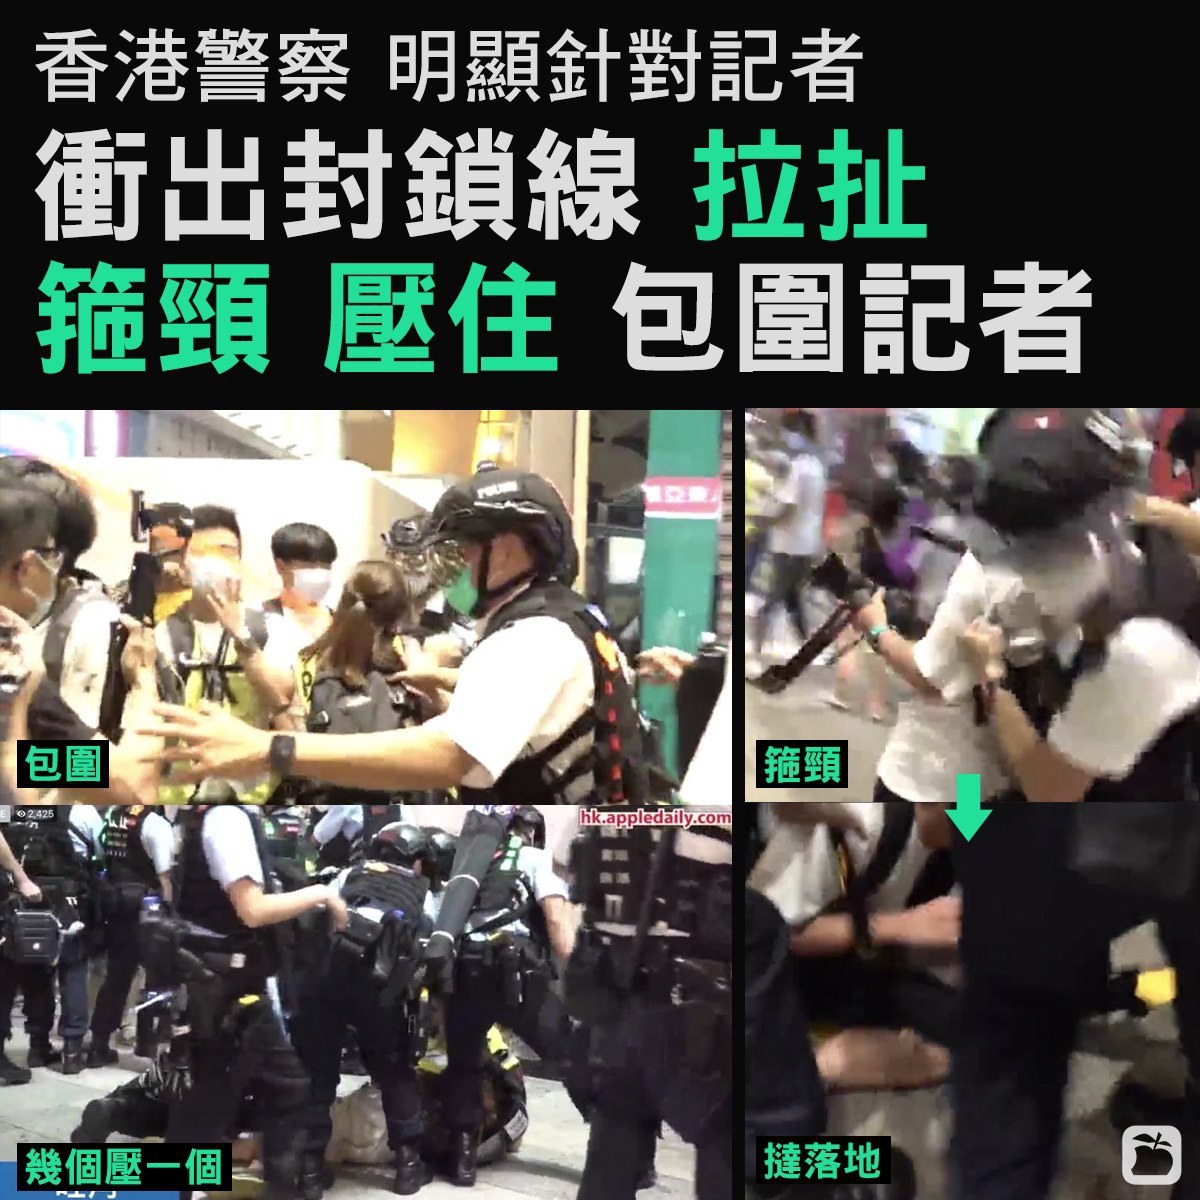 香港警察 明顯針對記者
衝出封鎖線 拉扯
箍頸 壓住 包圍記者
包圍
箍頸
2,425
hk.appledaily.com
幾個壓一個
撻落地